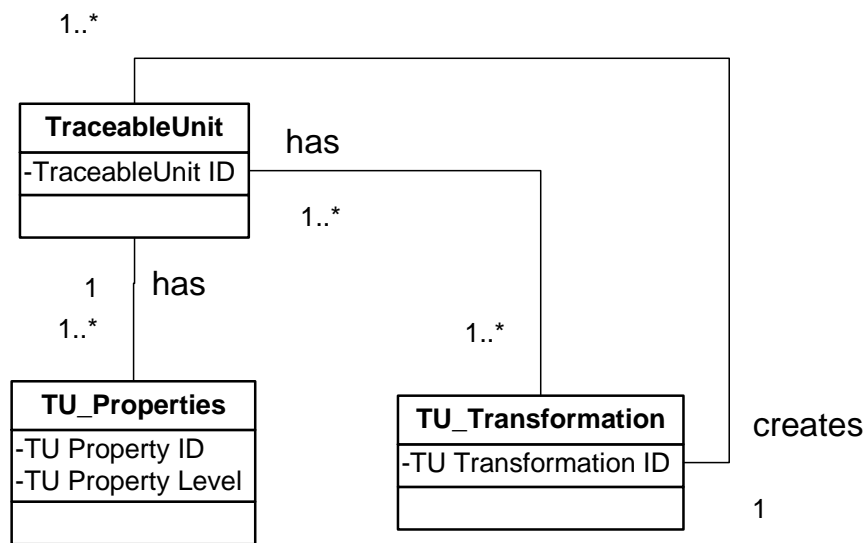 1..*
TraceableUnit
-TraceableUnit ID
has
1..*
1
has
1..*
1..*
TU_Properties
-TU Property ID
-TU Property Level
TU_Transformation
-TU Transformation ID
creates
1